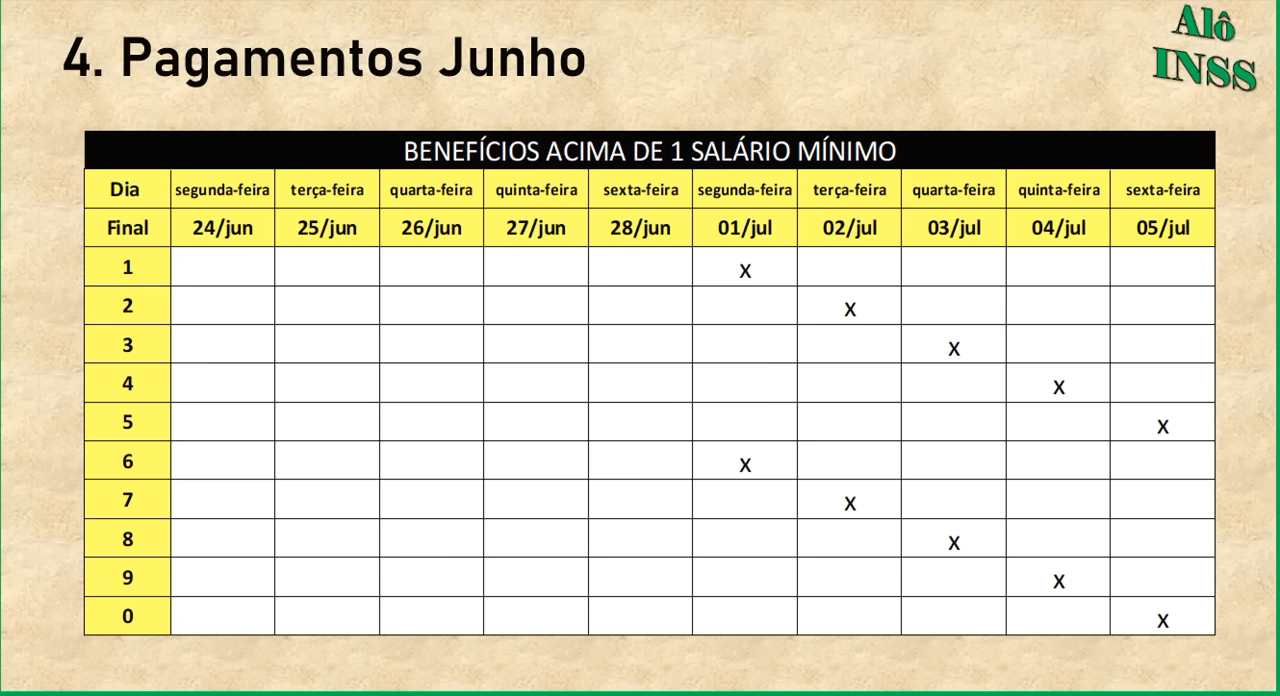 4. Pagamentos Junho
Alô
INSS
BENEFÍCIOS ACIMA DE 1 SALÁRIO MÍNIMO
Dia segunda-feira terça-feira quarta-feira quinta-feira sexta-feira segunda-feira terça-feira quarta-feira quinta-feira sexta-feira
Final 24/jun 25/jun 26/jun 27/jun 28/jun 01/jul 02/jul 03/jul 04/jul 05/jul
1 x
2 x
3 x
4 x
5 x
6 x
7 x
8 x
9 x
0 x